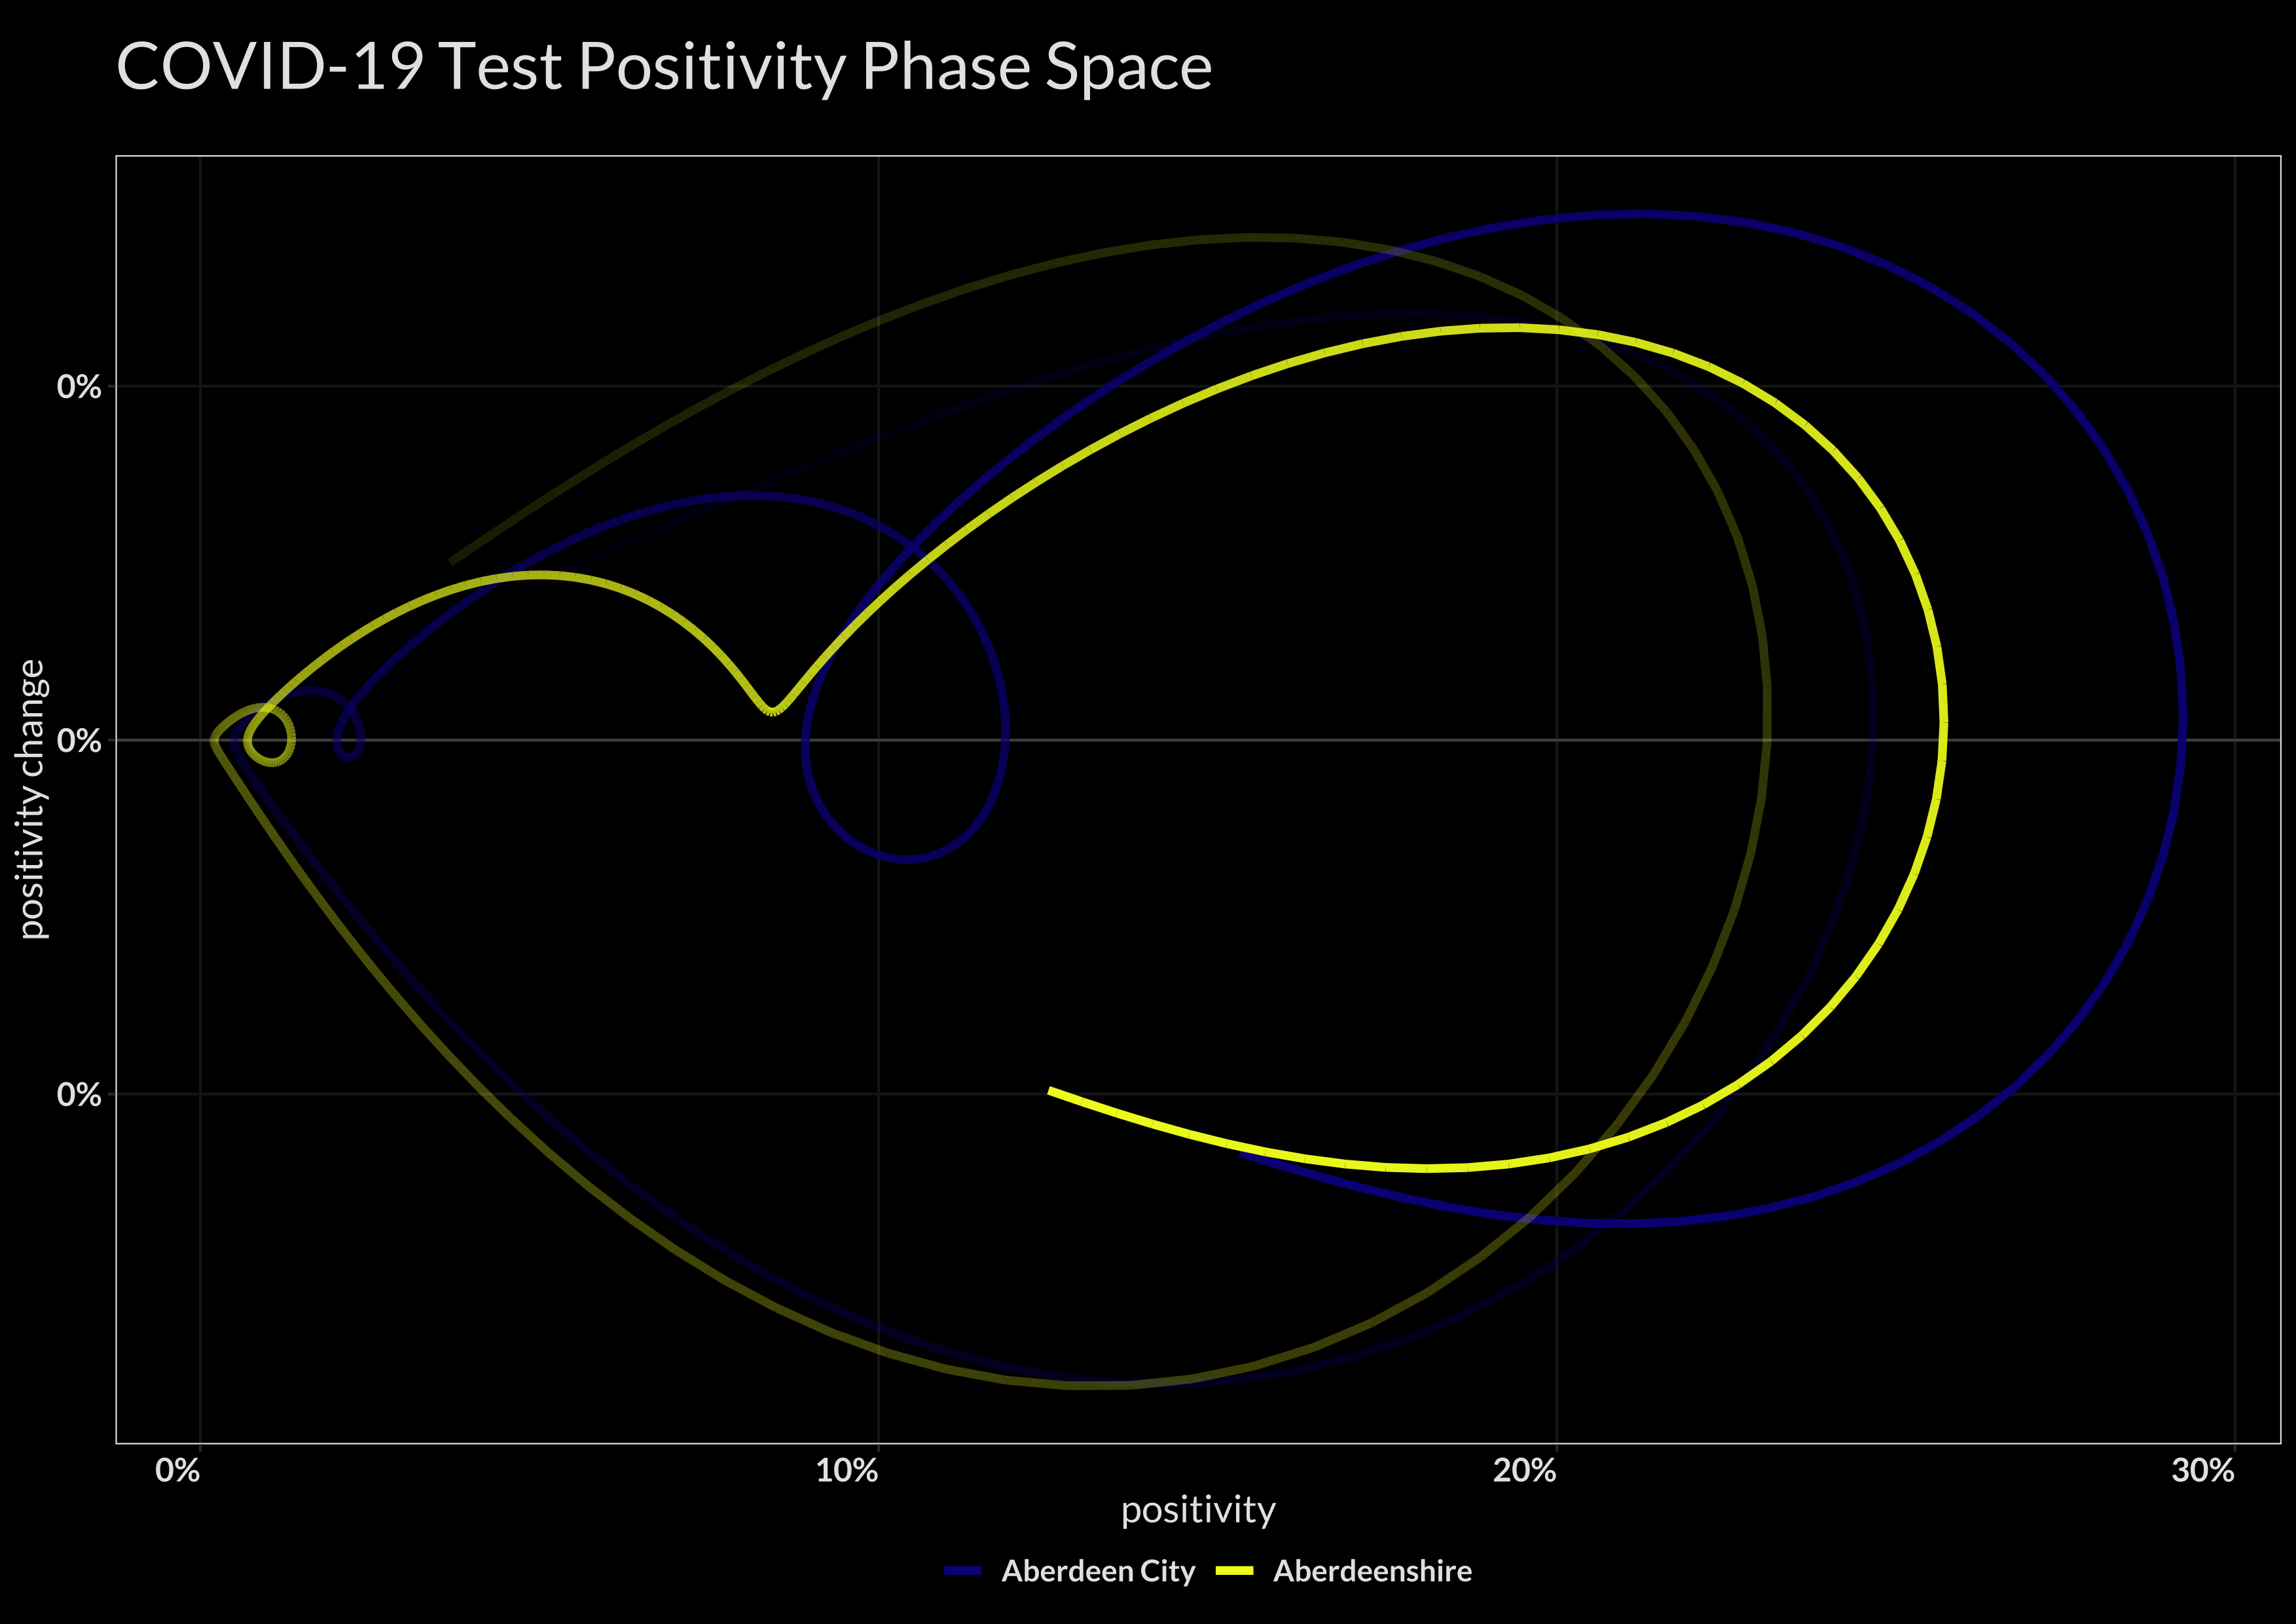 COVID-19 Test Positivity Phase Space
0%
0%
0%
positivity change
0% 10% 20% 30%
positivity
Aberdeen City Aberdeenshire